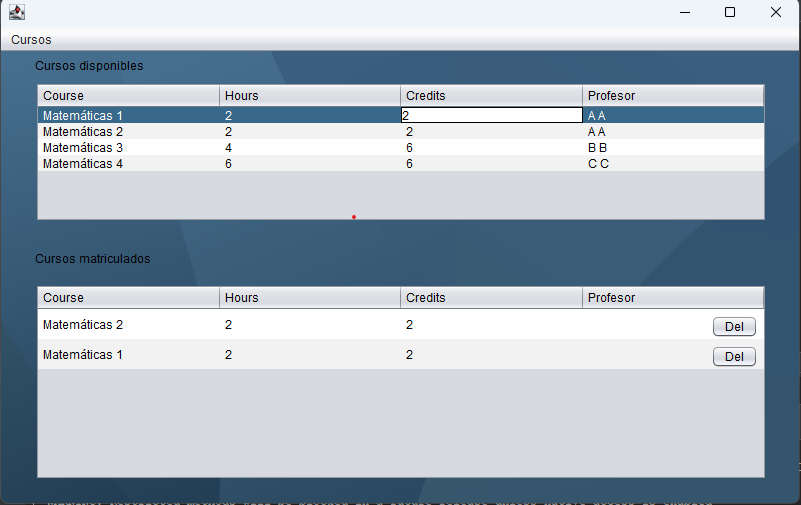 Cursos
Cursos disponibles
Course Hours Credits Profesor
Matemáticas 1 2 2 A A
Matemáticas 2 2 2 A A
Matemáticas 3 4 6 B B
Matemáticas 4 6 6 C C
Cursos matriculados
Course Hours Credits Profesor
Matemáticas 2 2 2 Del
Matemáticas 1 2 2 Del